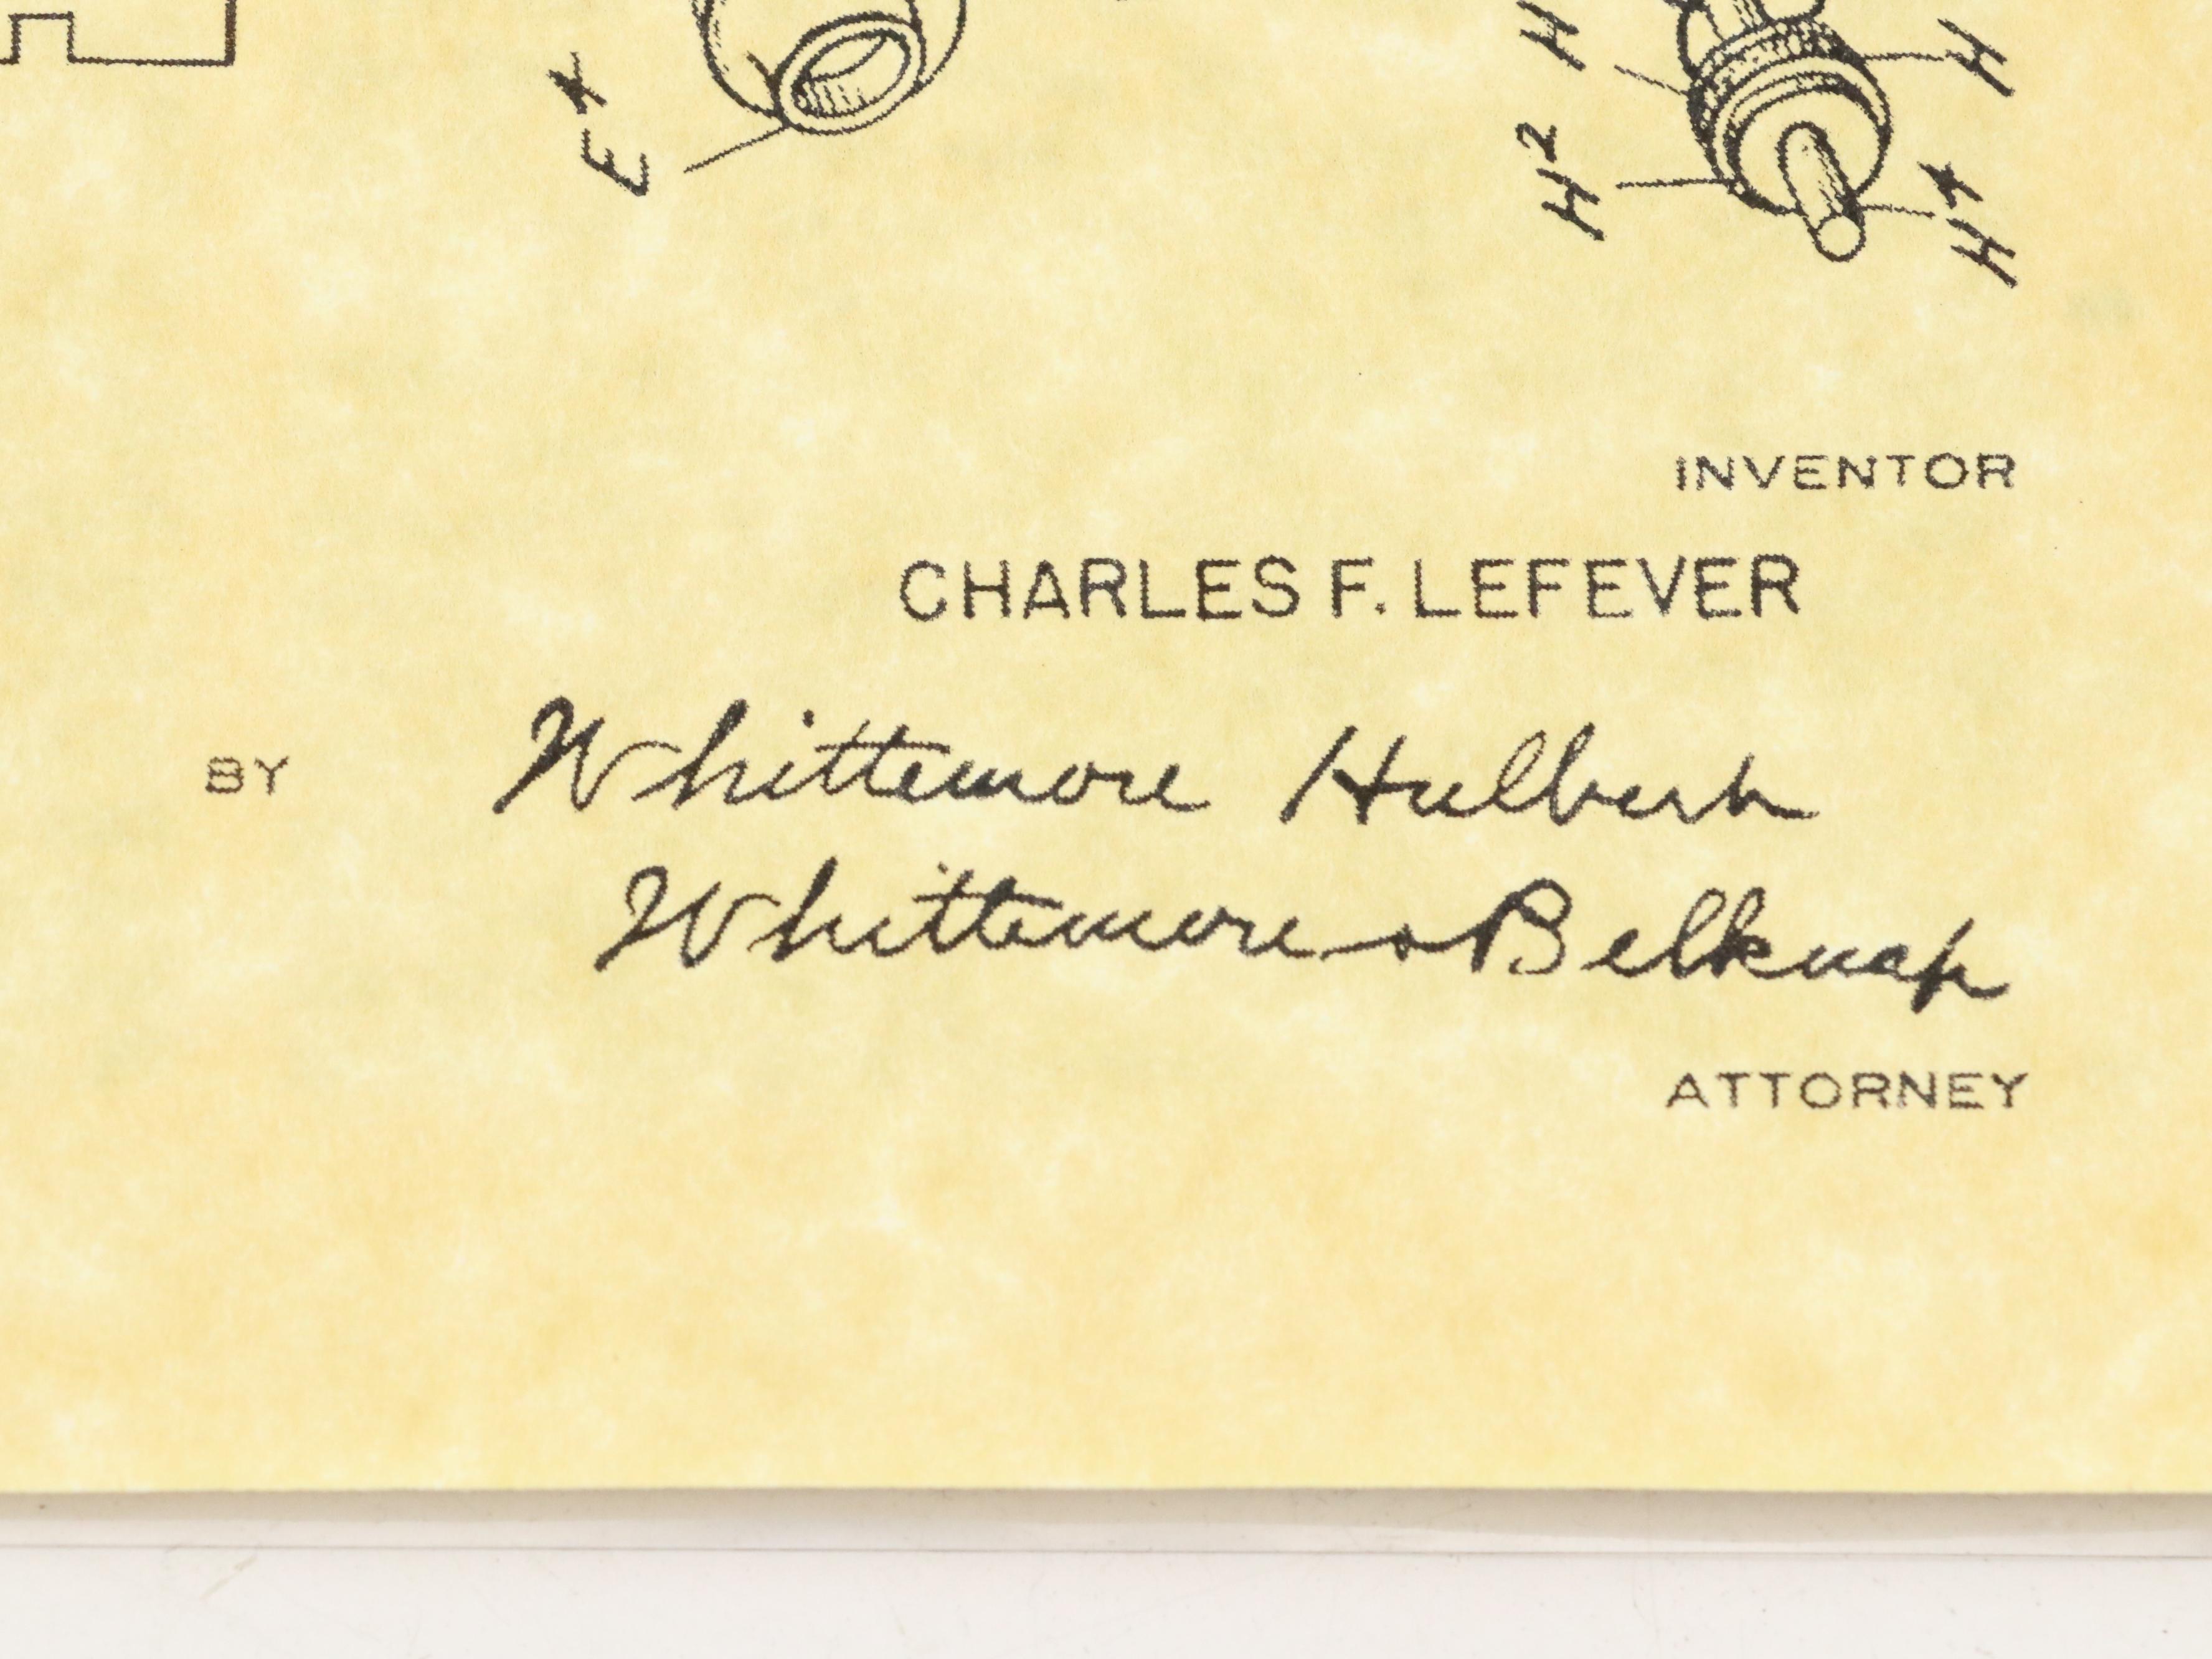 H H
E x
H² H x
INVENTOR
CHARLES F. LEFEVER
BY Whittemore Hulbert
Whittemore & Belknap
ATTORNEY